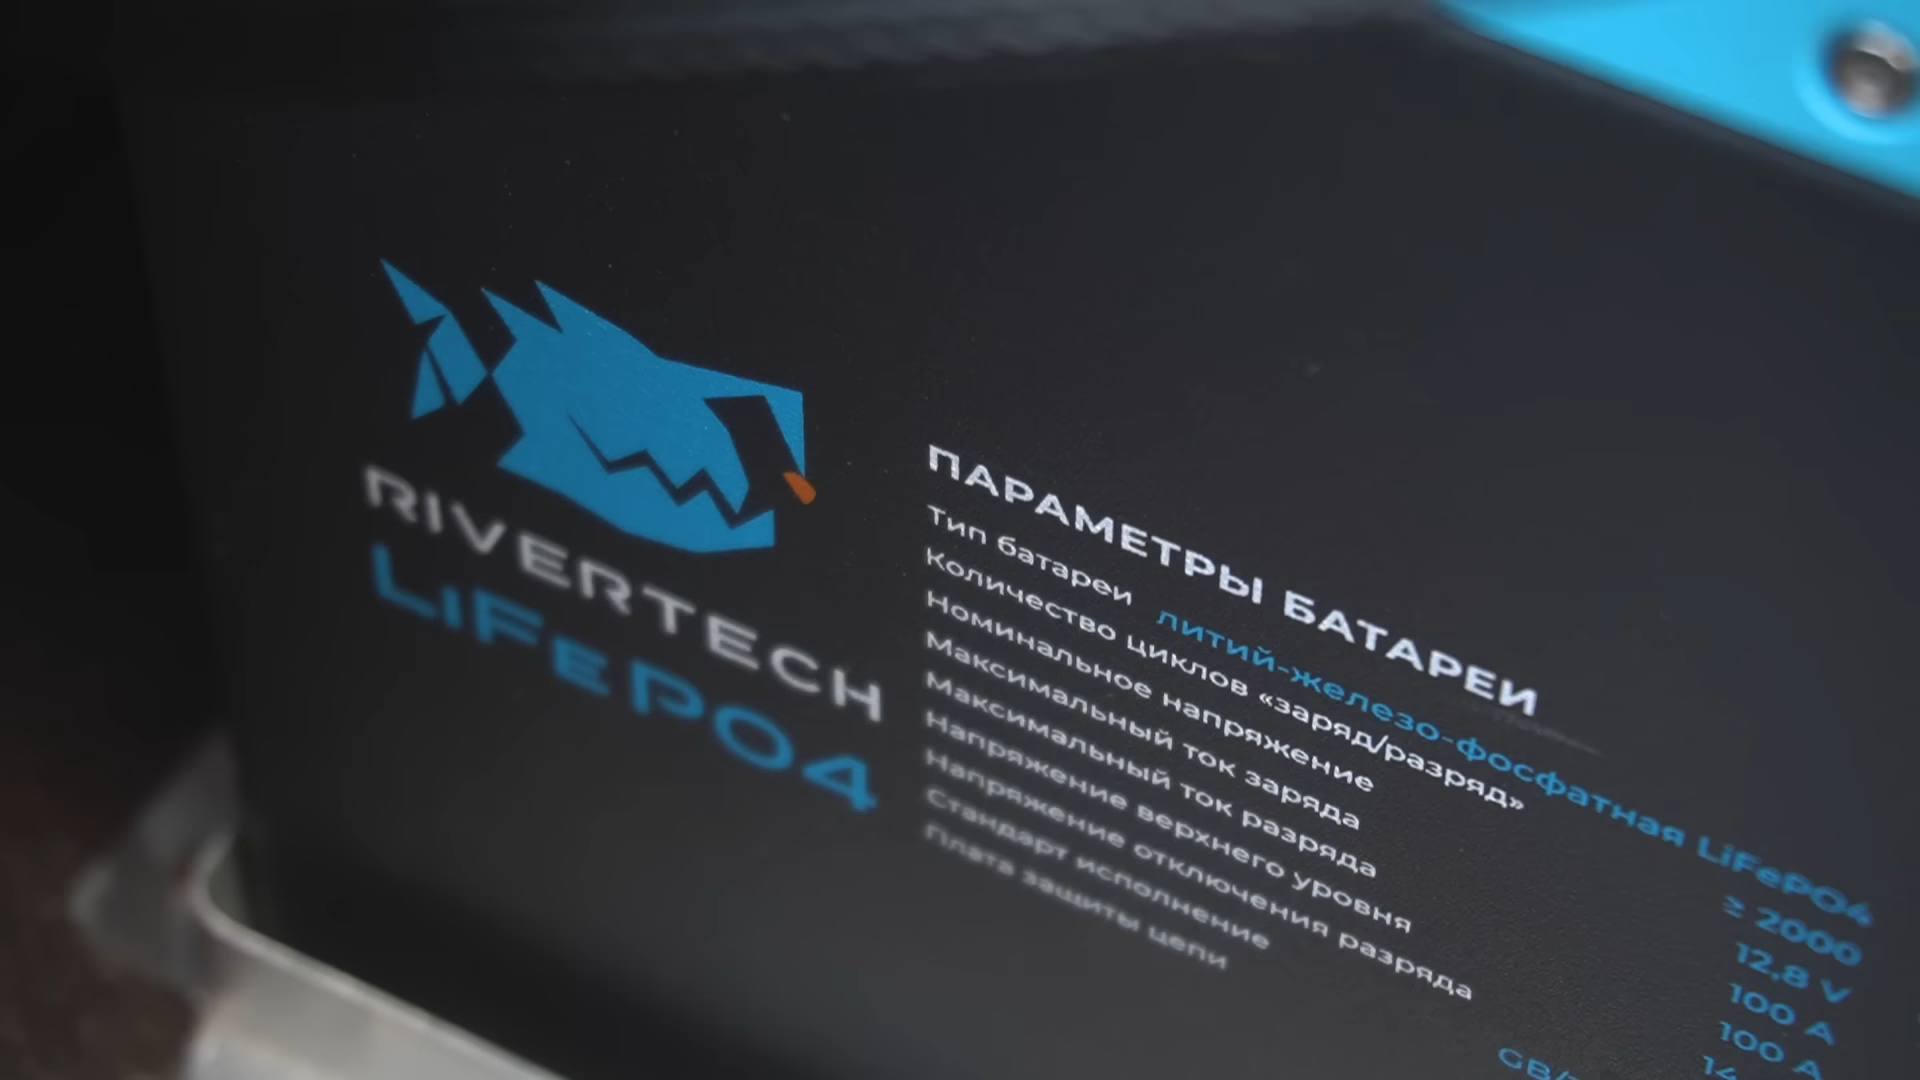 RIVERTECH
LiFePO4
ПАРАМЕТРЫ БАТАРЕИ
Тип батареи литий-железо-фосфатная LiFePO4
Количество циклов «заряд/разряд» ≥ 2000
Номинальное напряжение 12,8 V
Максимальный ток заряда 100 A
Максимальный ток разряда 100 A
Напряжение верхнего уровня
Напряжение отключения разряда
Стандарт исполнение
Плата защиты цепи